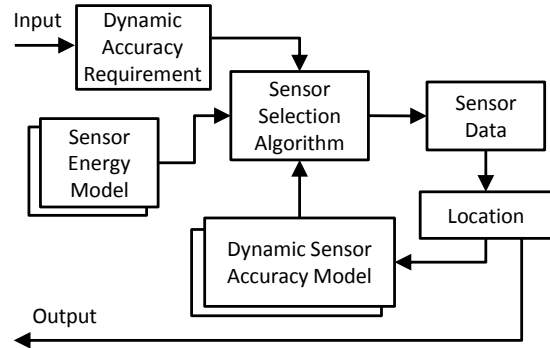 Input
Dynamic
Accuracy
Requirement
Sensor
Selection
Algorithm
Sensor
Data
Sensor
Energy
Model
Location
Dynamic Sensor
Accuracy Model
Output